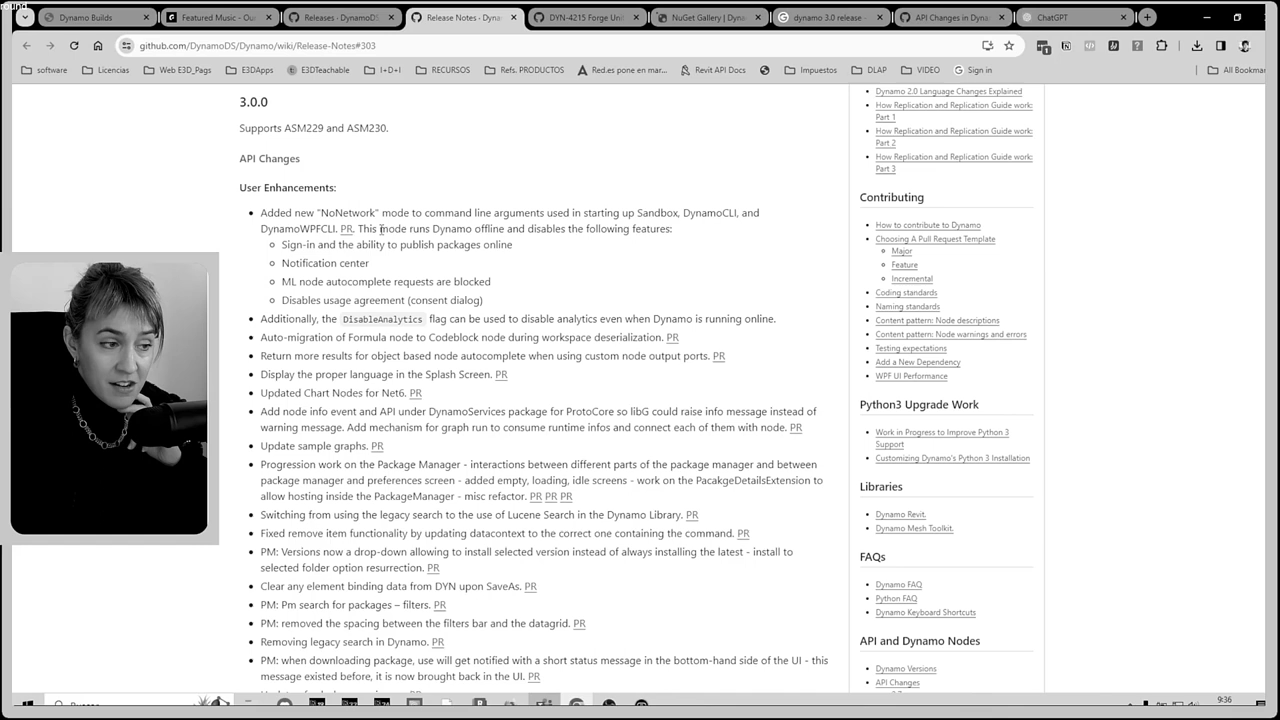 round
Dynamo Builds
Featured Music - Ou
Releases · DynamoDS
Release Notes · Dyna
DYN-4215 Forge Uni
NuGet Gallery | Dyna
dynamo 3.0 release -
API Changes in Dynam
ChatGPT
github.com/DynamoDS/Dynamo/wiki/Release-Notes#303
software
Licencias
Web E3D_Pags
E3DApps
E3DTeachable
I+D+I
RECURSOS
Refs. PRODUCTOS
Red.es pone en mar...
Revit API Docs
Impuestos
DLAP
VIDEO
Sign in
All Bookmar
3.0.0
Supports ASM229 and ASM230.
API Changes
User Enhancements:
Added new "NoNetwork" mode to command line arguments used in starting up Sandbox, DynamoCLI, and
DynamoWPFCLI. PR. This mode runs Dynamo offline and disables the following features:
Sign-in and the ability to publish packages online
Notification center
ML node autocomplete requests are blocked
Disables usage agreement (consent dialog)
Additionally, the DisableAnalytics flag can be used to disable analytics even when Dynamo is running online.
Auto-migration of Formula node to Codeblock node during workspace deserialization. PR
Return more results for object based node autocomplete when using custom node output ports. PR
Display the proper language in the Splash Screen. PR
Updated Chart Nodes for Net6. PR
Add node info event and API under DynamoServices package for ProtoCore so libG could raise info message instead of
warning message. Add mechanism for graph run to consume runtime infos and connect each of them with node. PR
Update sample graphs. PR
Progression work on the Package Manager - interactions between different parts of the package manager and between
package manager and preferences screen - added empty, loading, idle screens - work on the PacakgeDetailsExtension to
allow hosting inside the PackageManager - misc refactor. PR PR PR
Switching from using the legacy search to the use of Lucene Search in the Dynamo Library. PR
Fixed remove item functionality by updating datacontext to the correct one containing the command. PR
PM: Versions now a drop-down allowing to install selected version instead of always installing the latest - install to
selected folder option resurrection. PR
Clear any element binding data from DYN upon SaveAs. PR
PM: Pm search for packages – filters. PR
PM: removed the spacing between the filters bar and the datagrid. PR
Removing legacy search in Dynamo. PR
PM: when downloading package, use will get notified with a short status message in the bottom-hand side of the UI - this
message existed before, it is now brought back in the UI. PR
Dynamo 2.0 Language Changes Explained
How Replication and Replication Guide work:
Part 1
How Replication and Replication Guide work:
Part 2
How Replication and Replication Guide work:
Part 3
Contributing
How to contribute to Dynamo
Choosing A Pull Request Template
Major
Feature
Incremental
Coding standards
Naming standards
Content pattern: Node descriptions
Content pattern: Node warnings and errors
Testing expectations
Add a New Dependency
WPF UI Performance
Python3 Upgrade Work
Work in Progress to Improve Python 3
Support
Customizing Dynamo's Python 3 Installation
Libraries
Dynamo Revit.
Dynamo Mesh Toolkit.
FAQs
Dynamo FAQ
Python FAQ
Dynamo Keyboard Shortcuts
API and Dynamo Nodes
Dynamo Versions
API Changes
9:36